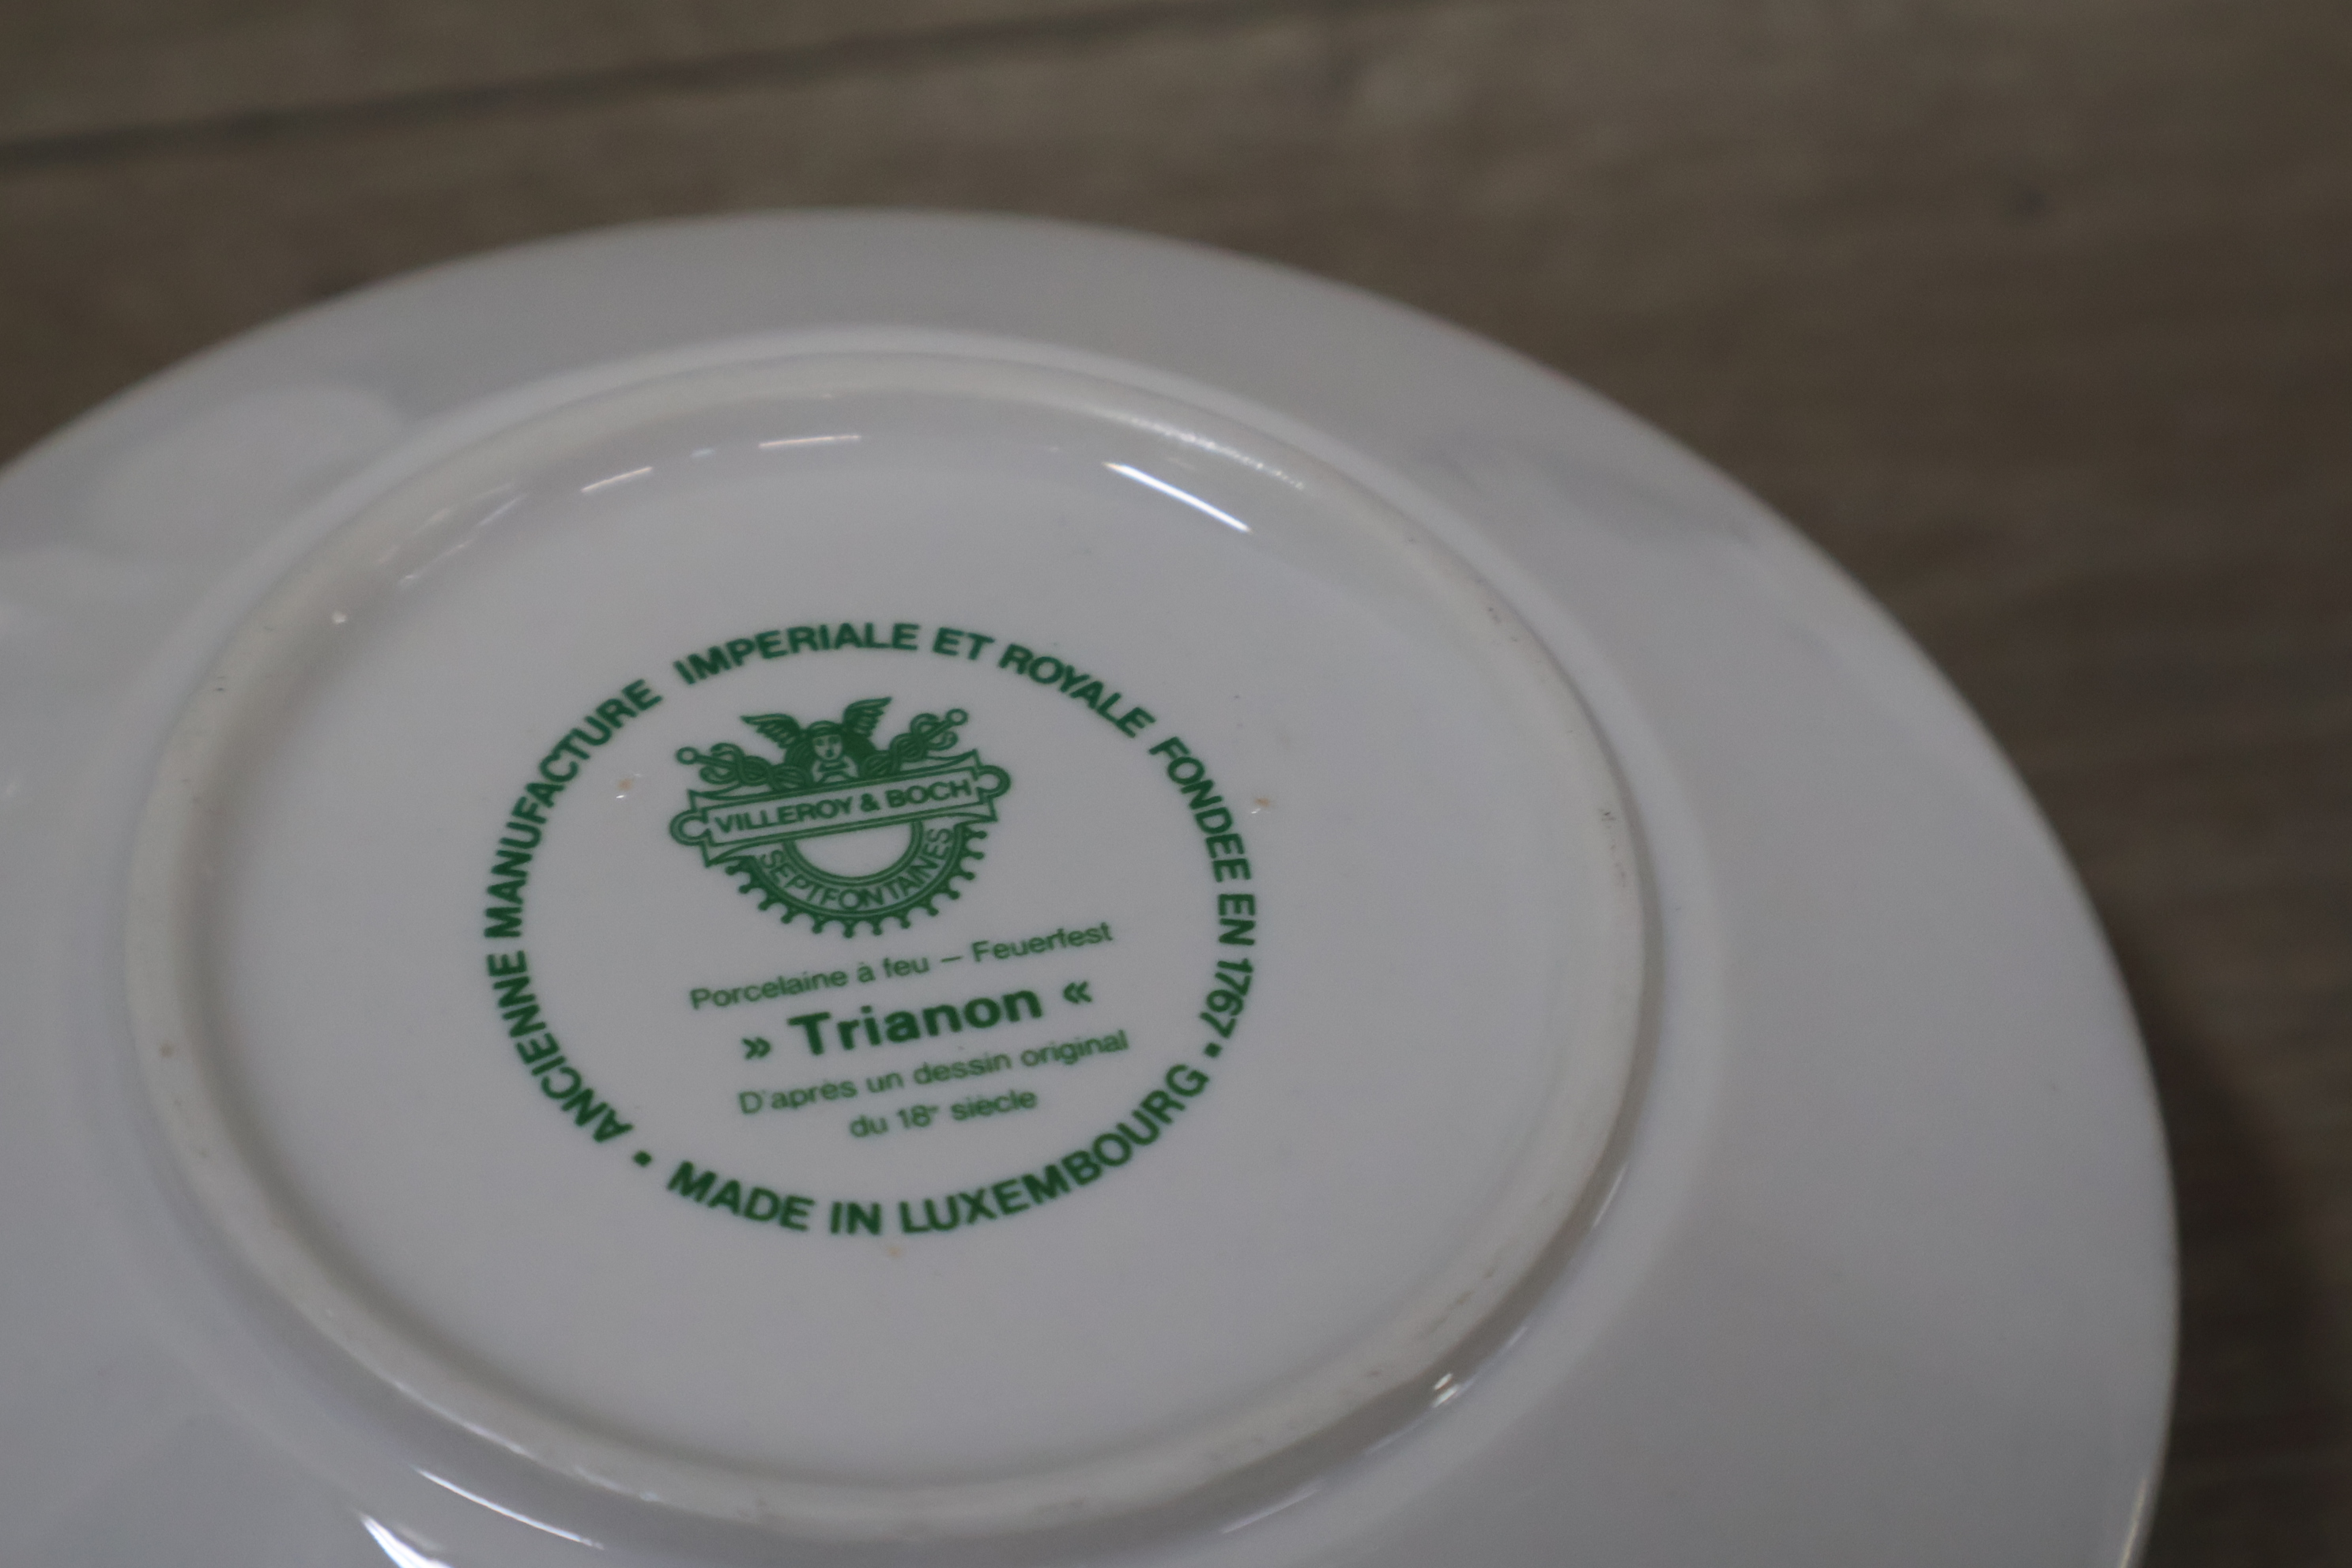 ANCIENNE MANUFACTURE IMPERIALE ET ROYALE FONDEE EN 1767 •
VILLEROY & BOCH
SEPTFONTAINES
Porcelaine à feu — Feuerfest
» Trianon «
D'après un dessin original
du 18e siècle
MADE IN LUXEMBOURG •